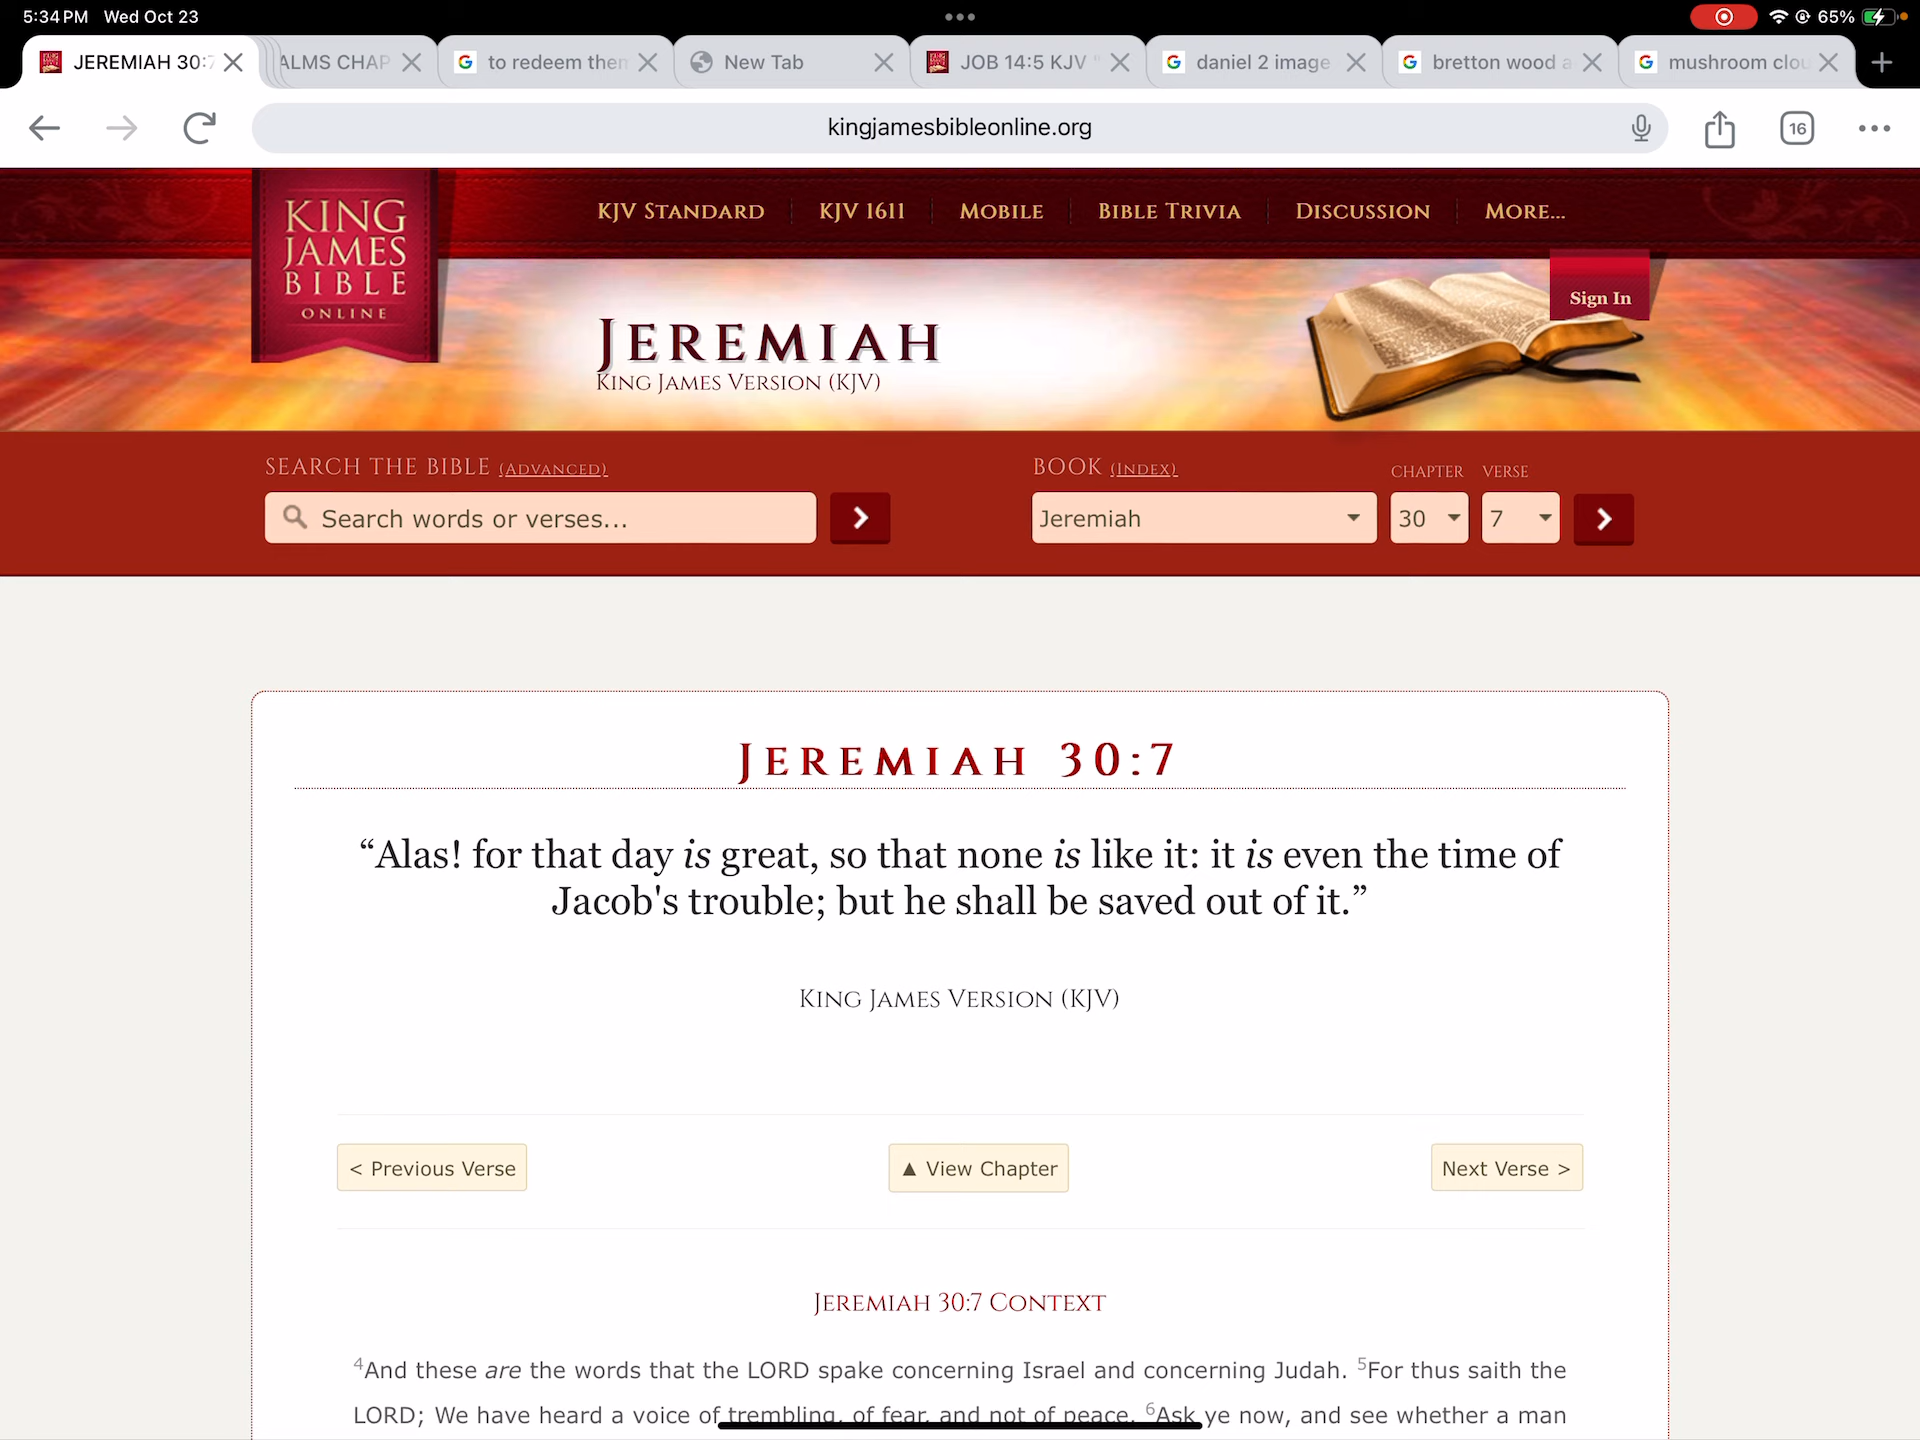 5:34 PM Wed Oct 23
65%
JEREMIAH 30:7
ALMS CHAP
to redeem then
New Tab
JOB 14:5 KJV "
daniel 2 image
bretton wood a
mushroom clou
kingjamesbibleonline.org
16
KING
JAMES
BIBLE
ONLINE
KJV STANDARD
KJV 1611
MOBILE
BIBLE TRIVIA
DISCUSSION
MORE...
Sign In
JEREMIAH
KING JAMES VERSION (KJV)
SEARCH THE BIBLE (ADVANCED)
Search words or verses...
BOOK (INDEX)
CHAPTER
VERSE
Jeremiah
30
7
JEREMIAH 30:7
“Alas! for that day is great, so that none is like it: it is even the time of
Jacob's trouble; but he shall be saved out of it.”
KING JAMES VERSION (KJV)
< Previous Verse
▲ View Chapter
Next Verse >
JEREMIAH 30:7 CONTEXT
4And these are the words that the LORD spake concerning Israel and concerning Judah. 5For thus saith the
LORD; We have heard a voice of trembling, of fear, and not of peace. 6Ask ye now, and see whether a man